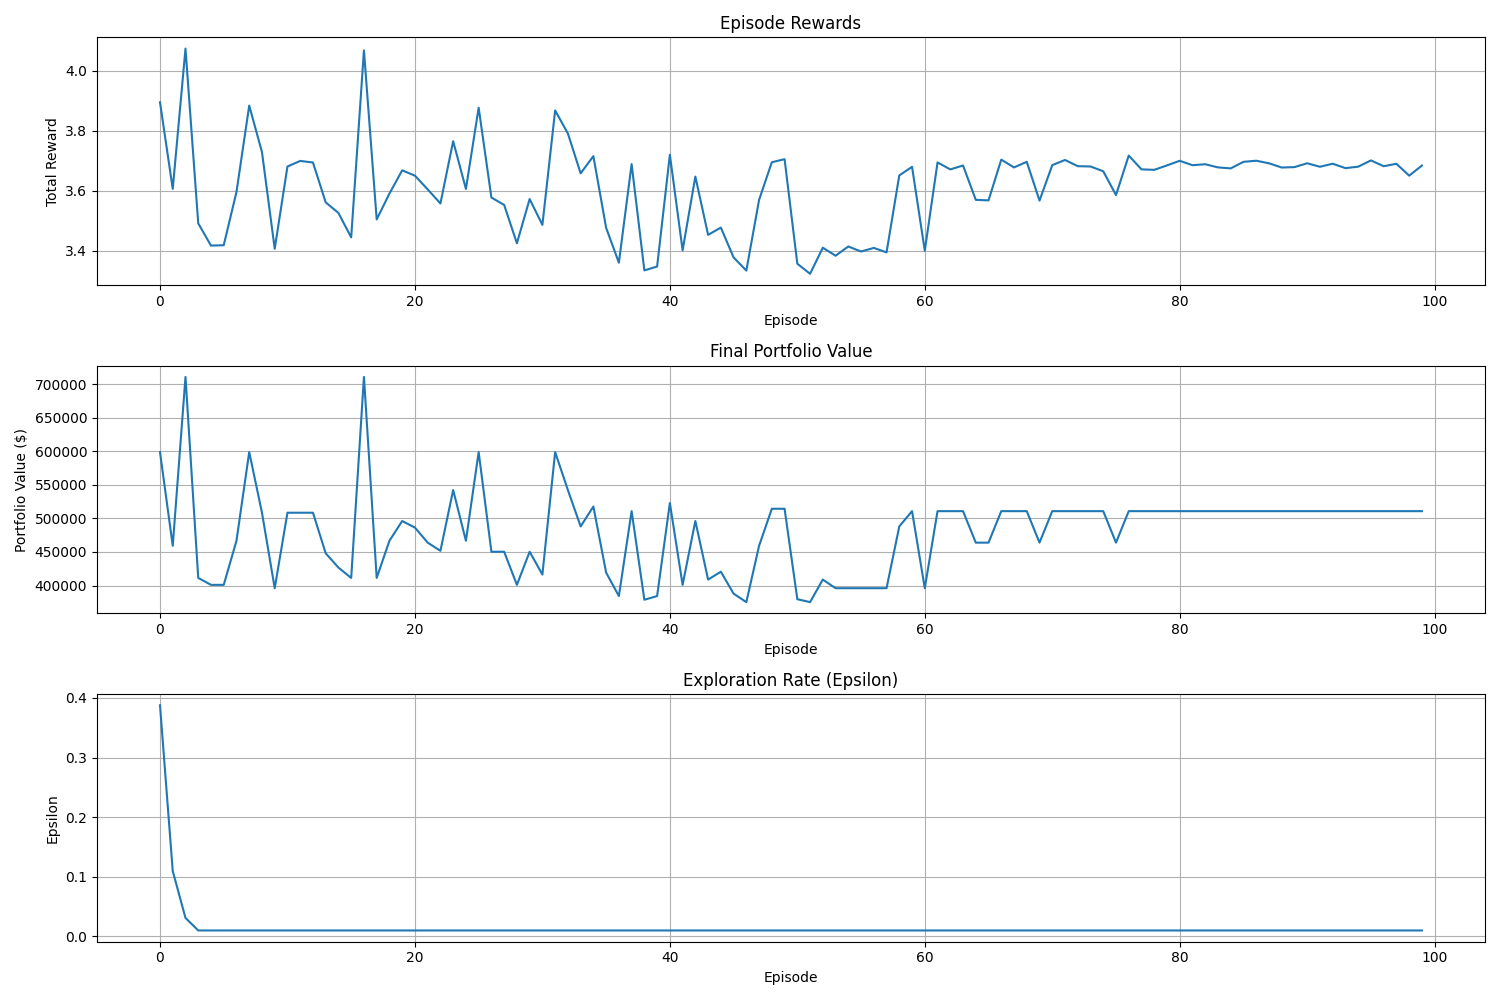 Episode Rewards
4.0
3.8
3.6
3.4
Total Reward
0 20 40 60 80 100
Episode
Final Portfolio Value
700000
650000
600000
550000
500000
450000
400000
Portfolio Value ($)
0 20 40 60 80 100
Episode
Exploration Rate (Epsilon)
0.4
0.3
0.2
0.1
0.0
Epsilon
0 20 40 60 80 100
Episode